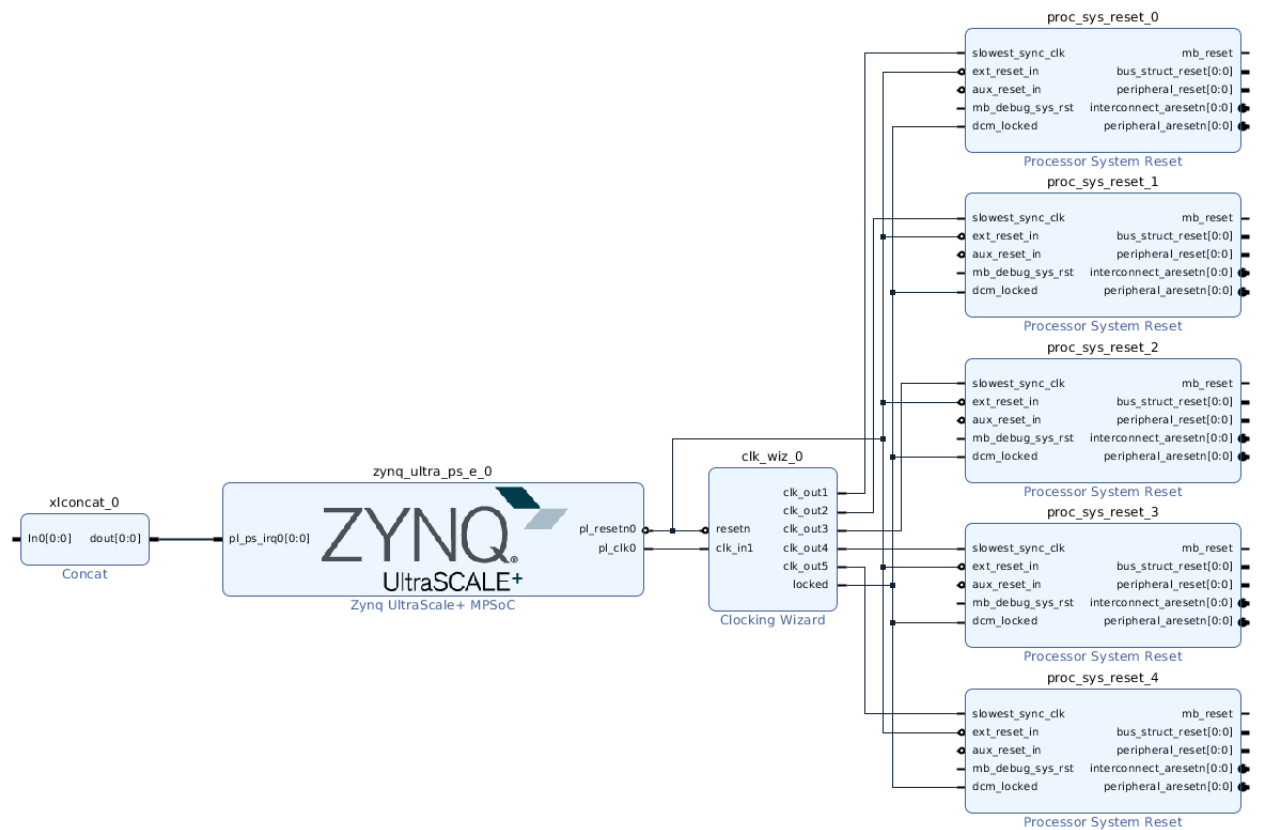 proc_sys_reset_0
slowest_sync_clk mb_reset
ext_reset_in bus_struct_reset[0:0]
aux_reset_in peripheral_reset[0:0]
mb_debug_sys_rst interconnect_aresetn[0:0]
dcm_locked peripheral_aresetn[0:0]
Processor System Reset
proc_sys_reset_1
slowest_sync_clk mb_reset
ext_reset_in bus_struct_reset[0:0]
aux_reset_in peripheral_reset[0:0]
mb_debug_sys_rst interconnect_aresetn[0:0]
dcm_locked peripheral_aresetn[0:0]
Processor System Reset
proc_sys_reset_2
slowest_sync_clk mb_reset
ext_reset_in bus_struct_reset[0:0]
aux_reset_in peripheral_reset[0:0]
mb_debug_sys_rst interconnect_aresetn[0:0]
dcm_locked peripheral_aresetn[0:0]
Processor System Reset
xlconcat_0
In0[0:0] dout[0:0]
Concat
zynq_ultra_ps_e_0
pl_ps_irq0[0:0]
ZYNQ®
UltraSCALE+
pl_resetn0
pl_clk0
Zynq UltraScale+ MPSoC
clk_wiz_0
resetn
clk_in1
clk_out1
clk_out2
clk_out3
clk_out4
clk_out5
locked
Clocking Wizard
proc_sys_reset_3
slowest_sync_clk mb_reset
ext_reset_in bus_struct_reset[0:0]
aux_reset_in peripheral_reset[0:0]
mb_debug_sys_rst interconnect_aresetn[0:0]
dcm_locked peripheral_aresetn[0:0]
Processor System Reset
proc_sys_reset_4
slowest_sync_clk mb_reset
ext_reset_in bus_struct_reset[0:0]
aux_reset_in peripheral_reset[0:0]
mb_debug_sys_rst interconnect_aresetn[0:0]
dcm_locked peripheral_aresetn[0:0]
Processor System Reset